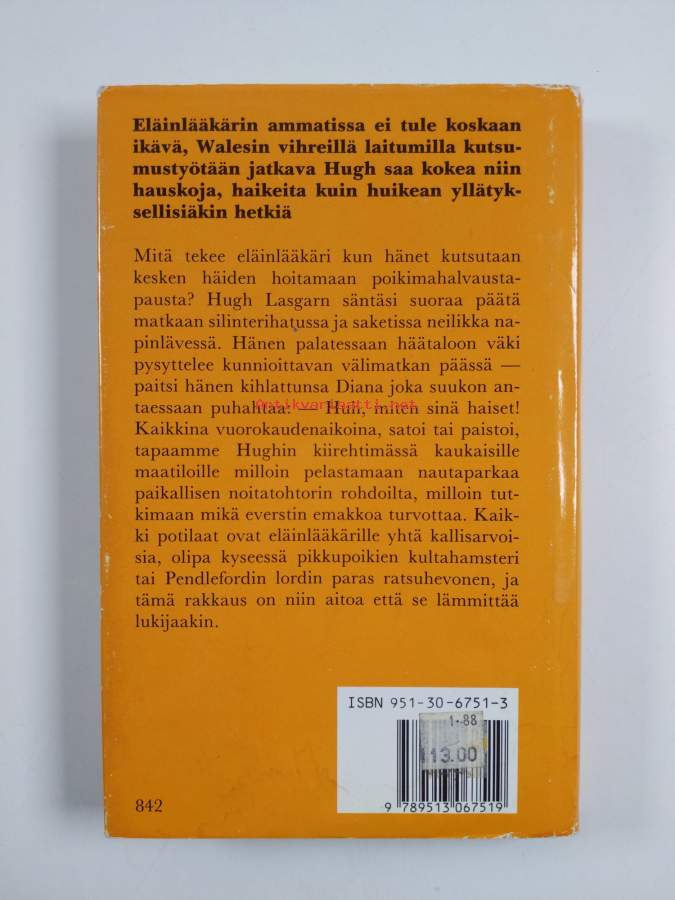 Eläinlääkärin ammatissa ei tule koskaan
ikävä, Walesin vihreillä laitumilla kutsu-
mustyötään jatkava Hugh saa kokea niin
hauskoja, haikeita kuin huikean yllätyk-
sellisiäkin hetkiä
Mitä tekee eläinlääkäri kun hänet kutsutaan
kesken häiden hoitamaan poikimahalvausta-
pausta? Hugh Lasgarn säntäsi suoraa päätä
matkaan silinterihatussa ja saketissa neilikka na-
pinlävessä. Hänen palatessaan häätaloon väki
pysyttelee kunnioittavan välimatkan päässä —
paitsi hänen kihlattunsa Diana joka suukon an-
taessaan puhahtaa: — Huh, miten sinä haiset!
Antikvariaatti.net
Kaikkina vuorokaudenaikoina, satoi tai paistoi,
tapaamme Hughin kiirehtimässä kaukaisille
maatiloille milloin pelastamaan nautaparkaa
paikallisen noitatohtorin rohdoilta, milloin tut-
kimaan mikä everstin emakkoa turvottaa. Kaik-
ki potilaat ovat eläinlääkärille yhtä kallisarvoi-
sia, olipa kyseessä pikkupoikien kultahamsteri
tai Pendlefordin lordin paras ratsuhevonen, ja
tämä rakkaus on niin aitoa että se lämmittää
lukijaakin.
ISBN 951-30-6751-3
1-88
13.00
9 789513 067519
842